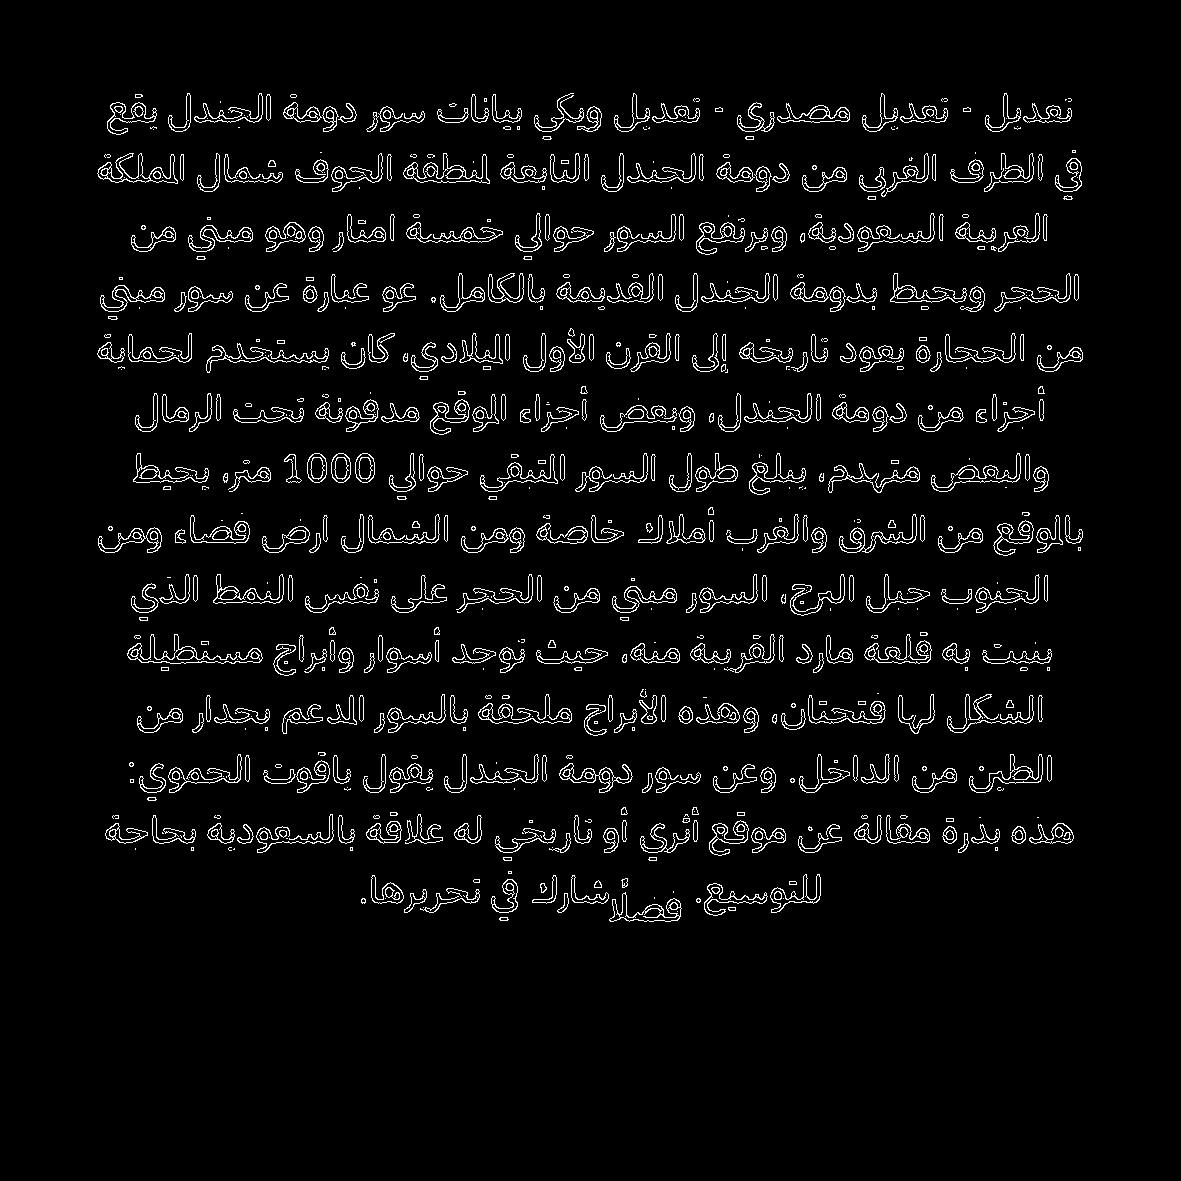 تعديل - تعديل مصدري - تعديل ويكي بيانات سور دومة الجندل يقع
في الطرف الغربي من دومة الجندل التابعة لمنطقة الجوف شمال المملكة
العربية السعودية، ويرتفع السور حوالي خمسة امتار وهو مبني من
الحجر ويحيط بدومة الجندل القديمة بالكامل. عو عبارة عن سور مبني
من الحجارة يعود تاريخه إلى القرن الأول الميلادي، كان يستخدم لحماية
أجزاء من دومة الجندل، وبعض أجزاء الموقع مدفونة تحت الرمال
والبعض متهدم، يبلغ طول السور المتبقي حوالي 1000 متر، يحيط
بالموقع من الشرق والغرب أملاك خاصة ومن الشمال ارض فضاء ومن
الجنوب جبل البرج، السور مبني من الحجر على نفس النمط الذي
بنيت به قلعة مارد القريبة منه، حيث توجد أسوار وأبراج مستطيلة
الشكل لها فتحتان، وهذه الأبراج ملحقة بالسور المدعم بجدار من
الطين من الداخل. وعن سور دومة الجندل يقول ياقوت الحموي:
هذه بذرة مقالة عن موقع أثري أو تاريخي له علاقة بالسعودية بحاجة
للتوسيع. فضلًا شارك في تحريرها.